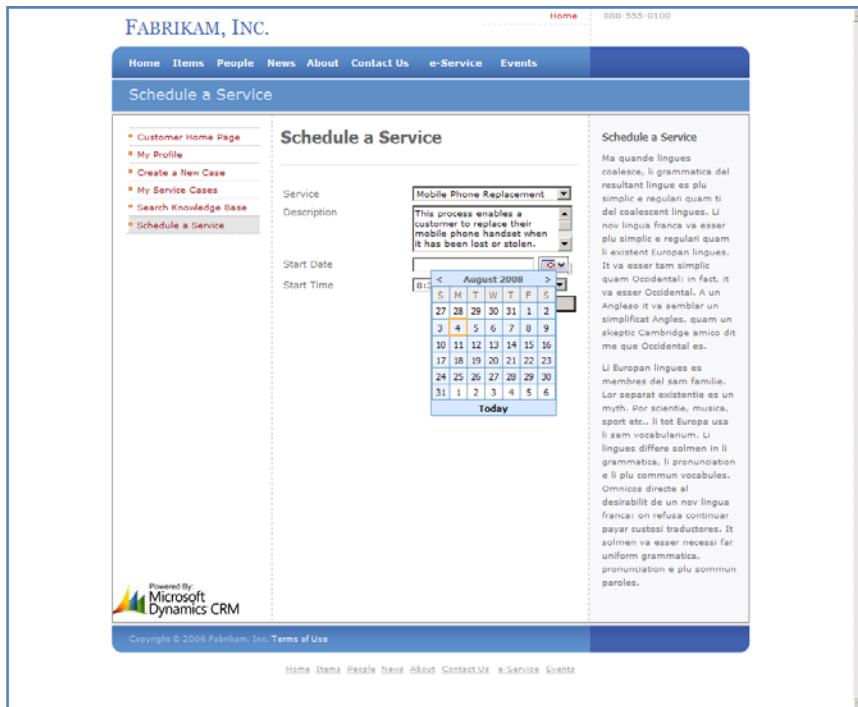 FABRIKAM, INC.
Home
888-555-0100
Home Items People News About Contact Us e-Service Events
Schedule a Service
Customer Home Page
My Profile
Create a New Case
My Service Cases
Search Knowledge Base
Schedule a Service
Schedule a Service
Service
Mobile Phone Replacement
Description
This process enables a
customer to replace their
mobile phone handset when
it has been lost or stolen.
Start Date
Start Time
< August 2008 >
S M T W T F S
27 28 29 30 31 1 2
3 4 5 6 7 8 9
10 11 12 13 14 15 16
17 18 19 20 21 22 23
24 25 26 27 28 29 30
31 1 2 3 4 5 6
Today
Schedule a Service
Ma quande lingues
coalesce, li grammatica del
resultant lingue es plu
simplic e regulari quam ti
del coalescent lingues. Li
nov lingua franca va esser
plu simplic e regulari quam
li existent Europan lingues.
It va esser tam simplic
quam Occidental: in fact, it
va esser Occidental. A un
Angleso it va semblar un
simplificat Angles, quam un
skeptic Cambridge amico dit
me que Occidental es.
Li Europan lingues es
membres del sam familie.
Lor separat existentie es un
myth. Por scientie, musica,
sport etc., li tot Europa usa
li sam vocabularium. Li
lingues differe solmen in li
grammatica, li pronunciation
e li plu commun vocabules.
Omnicos directe al
desirabilit de un nov lingua
franca: on refusa continuar
payar custosi traductores. It
solmen va esser necessi far
uniform grammatica,
pronunciation e plu sommun
paroles.
Powered By:
Microsoft
Dynamics CRM
Copyright © 2006 Fabrikam, Inc. Terms of Use
Home Items People News About Contact Us e-Service Events